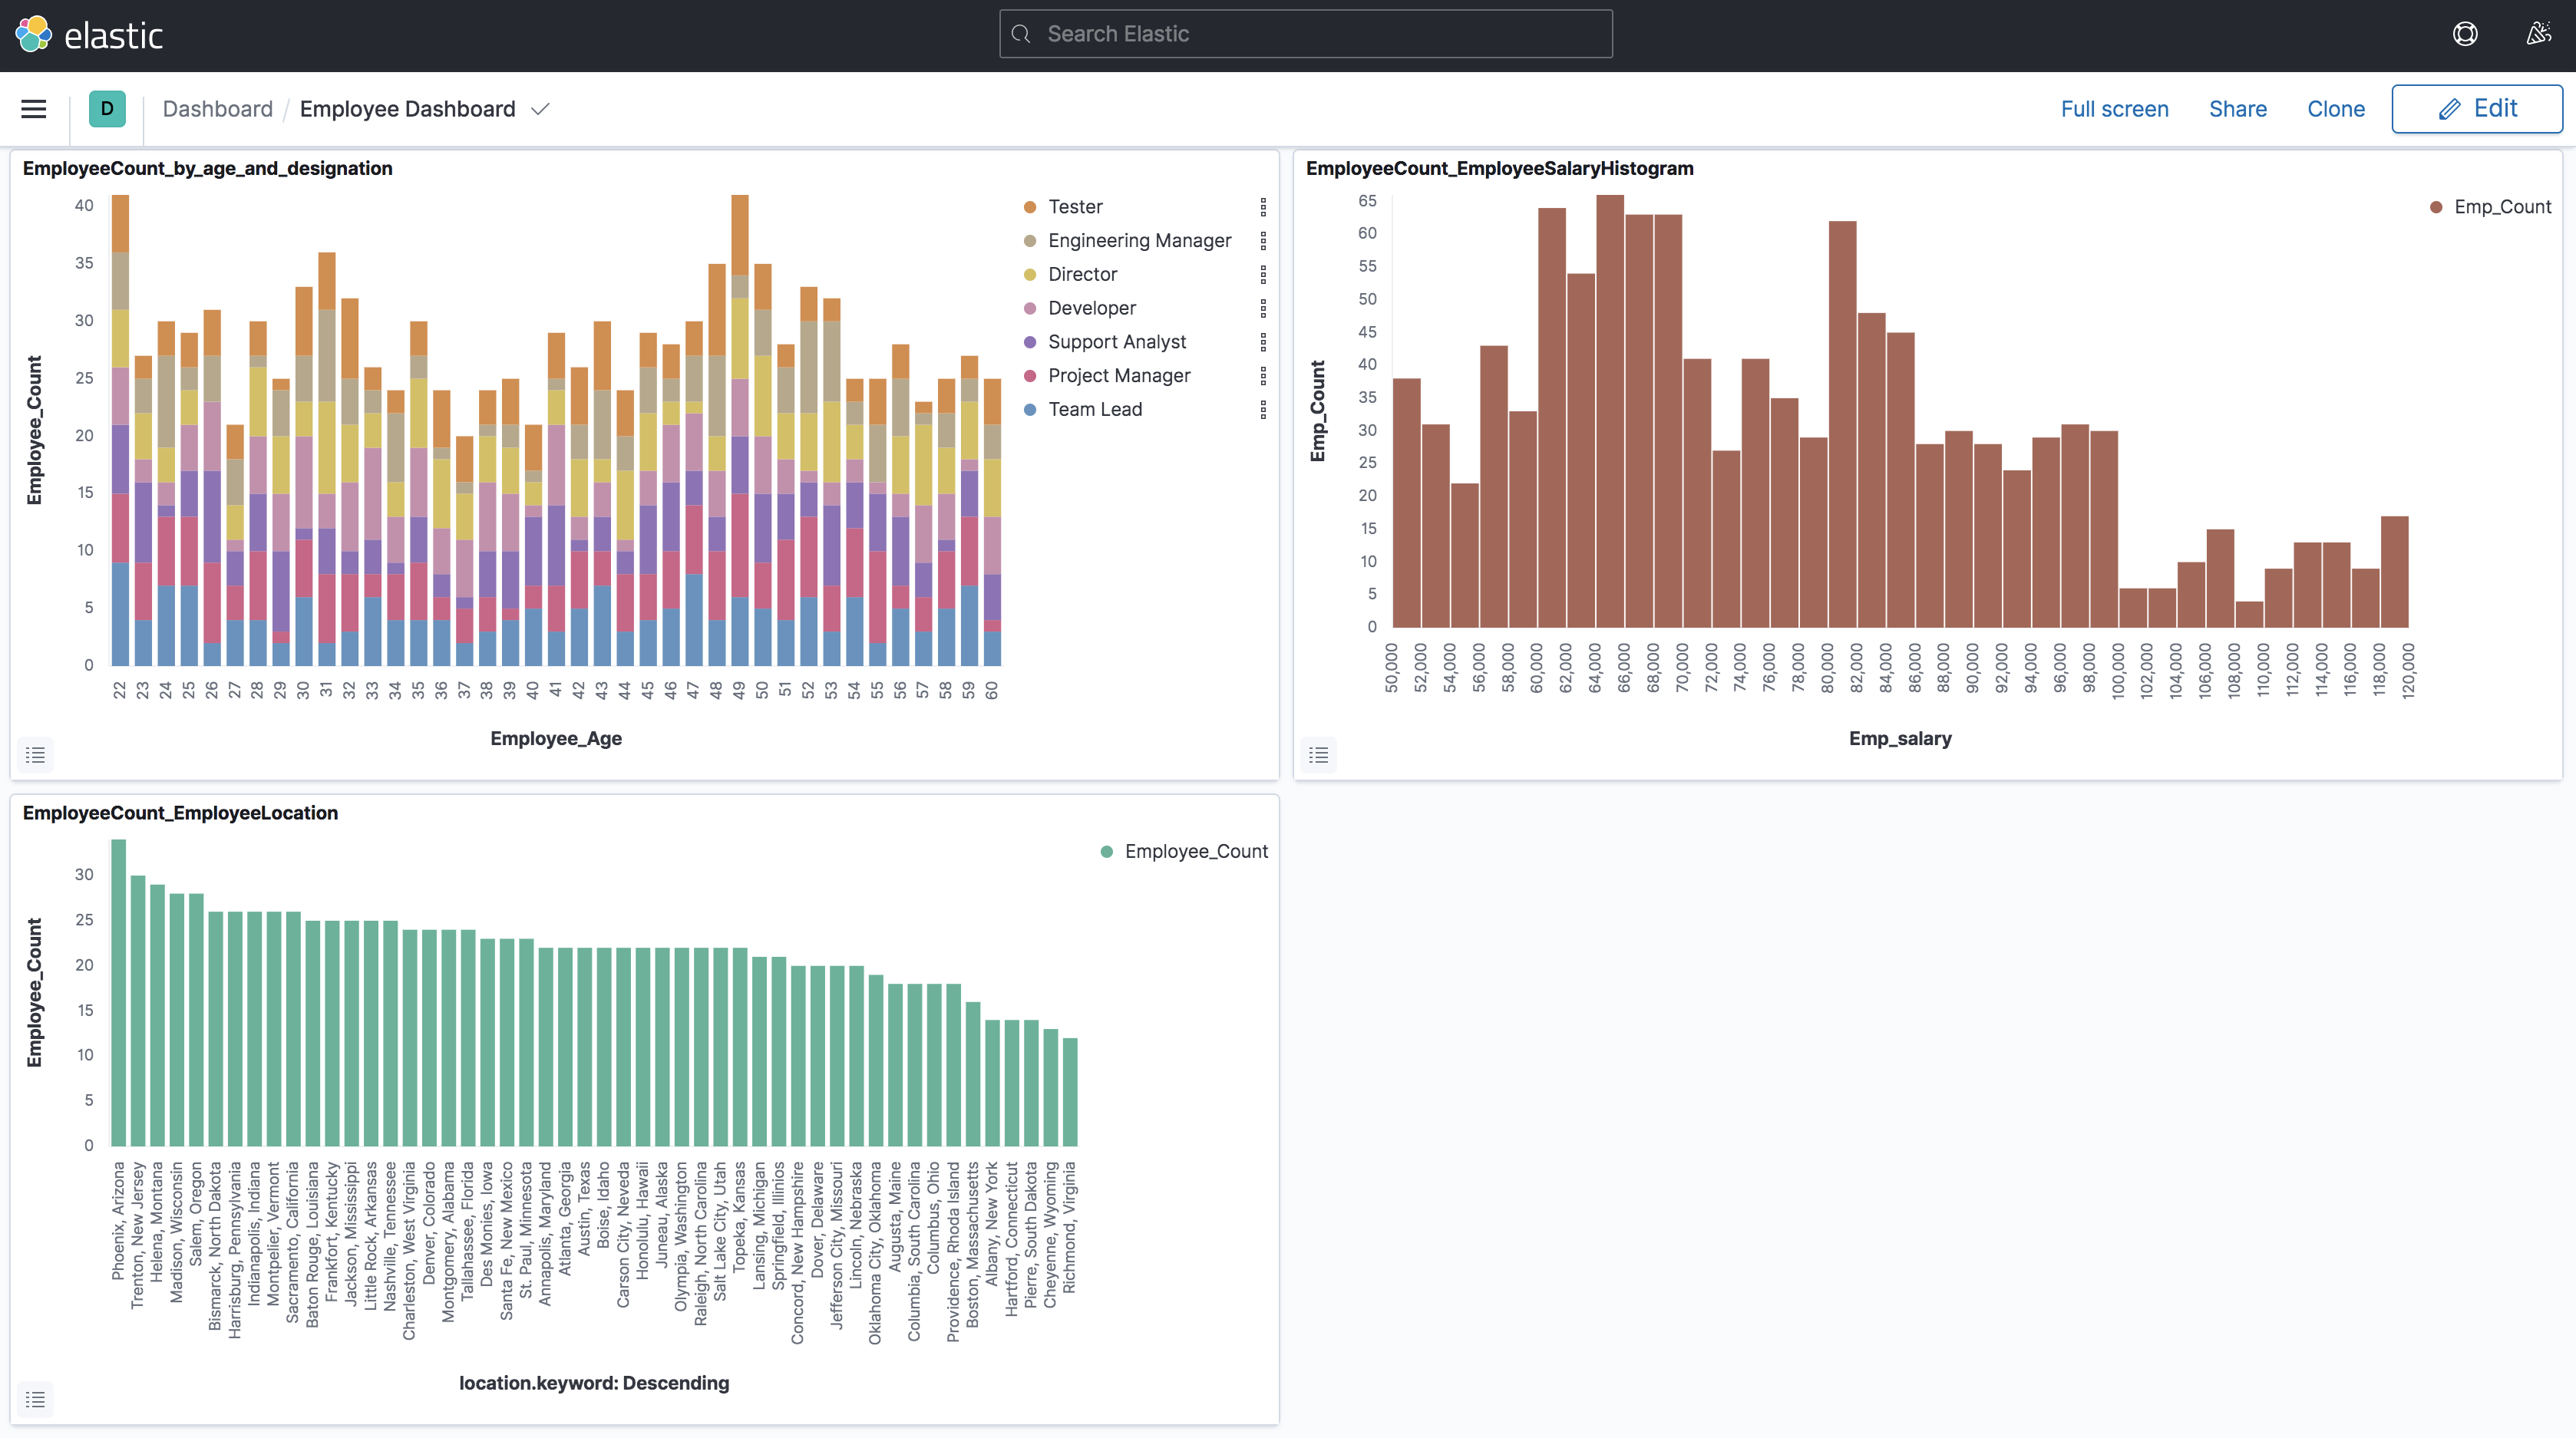 elastic
Search Elastic
D
Dashboard / Employee Dashboard
Full screen
Share
Clone
Edit
EmployeeCount_by_age_and_designation
40
35
30
25
20
15
10
5
0
Employee_Count
22 23 24 25 26 27 28 29 30 31 32 33 34 35 36 37 38 39 40 41 42 43 44 45 46 47 48 49 50 51 52 53 54 55 56 57 58 59 60
Employee_Age
Tester
Engineering Manager
Director
Developer
Support Analyst
Project Manager
Team Lead
EmployeeCount_EmployeeSalaryHistogram
65
60
55
50
45
40
35
30
25
20
15
10
5
0
Emp_Count
50,000 52,000 54,000 56,000 58,000 60,000 62,000 64,000 66,000 68,000 70,000 72,000 74,000 76,000 78,000 80,000 82,000 84,000 86,000 88,000 90,000 92,000 94,000 96,000 98,000 100,000 102,000 104,000 106,000 108,000 110,000 112,000 114,000 116,000 118,000 120,000
Emp_salary
Emp_Count
EmployeeCount_EmployeeLocation
30
25
20
15
10
5
0
Employee_Count
Phoenix, Arizona
Trenton, New Jersey
Helena, Montana
Madison, Wisconsin
Salem, Oregon
Bismarck, North Dakota
Harrisburg, Pennsylvania
Indianapolis, Indiana
Montpelier, Vermont
Sacramento, California
Baton Rouge, Louisiana
Frankfort, Kentucky
Jackson, Mississippi
Little Rock, Arkansas
Nashville, Tennessee
Charleston, West Virginia
Denver, Colorado
Montgomery, Alabama
Tallahassee, Florida
Des Monies, Iowa
Santa Fe, New Mexico
St. Paul, Minnesota
Annapolis, Maryland
Atlanta, Georgia
Austin, Texas
Boise, Idaho
Carson City, Neveda
Honolulu, Hawaii
Juneau, Alaska
Olympia, Washington
Raleigh, North Carolina
Salt Lake City, Utah
Topeka, Kansas
Lansing, Michigan
Springfield, Illinios
Concord, New Hampshire
Dover, Delaware
Jefferson City, Missouri
Lincoln, Nebraska
Oklahoma City, Oklahoma
Augusta, Maine
Columbia, South Carolina
Columbus, Ohio
Providence, Rhoda Island
Boston, Massachusetts
Albany, New York
Hartford, Connecticut
Pierre, South Dakota
Cheyenne, Wyoming
Richmond, Virginia
location.keyword: Descending
Employee_Count